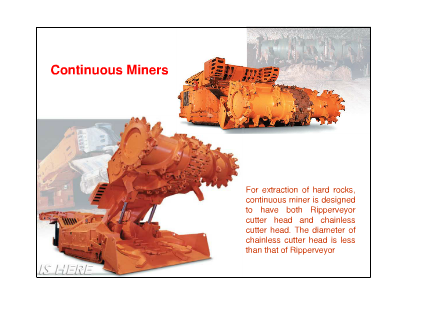 Continuous Miners
For extraction of hard rocks,
continuous miner is designed
to have both Ripperveyor
cutter head and chainless
cutter head. The diameter of
chainless cutter head is less
than that of Ripperveyor
IS HERE